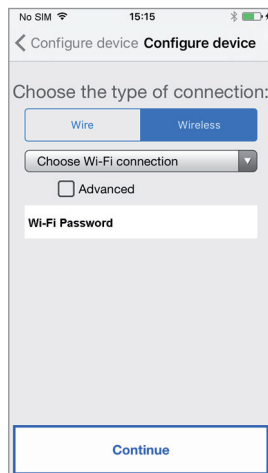 No SIM 15:15
Configure device Configure device
Choose the type of connection:
Wire Wireless
Choose Wi-Fi connection
Advanced
Wi-Fi Password
Continue